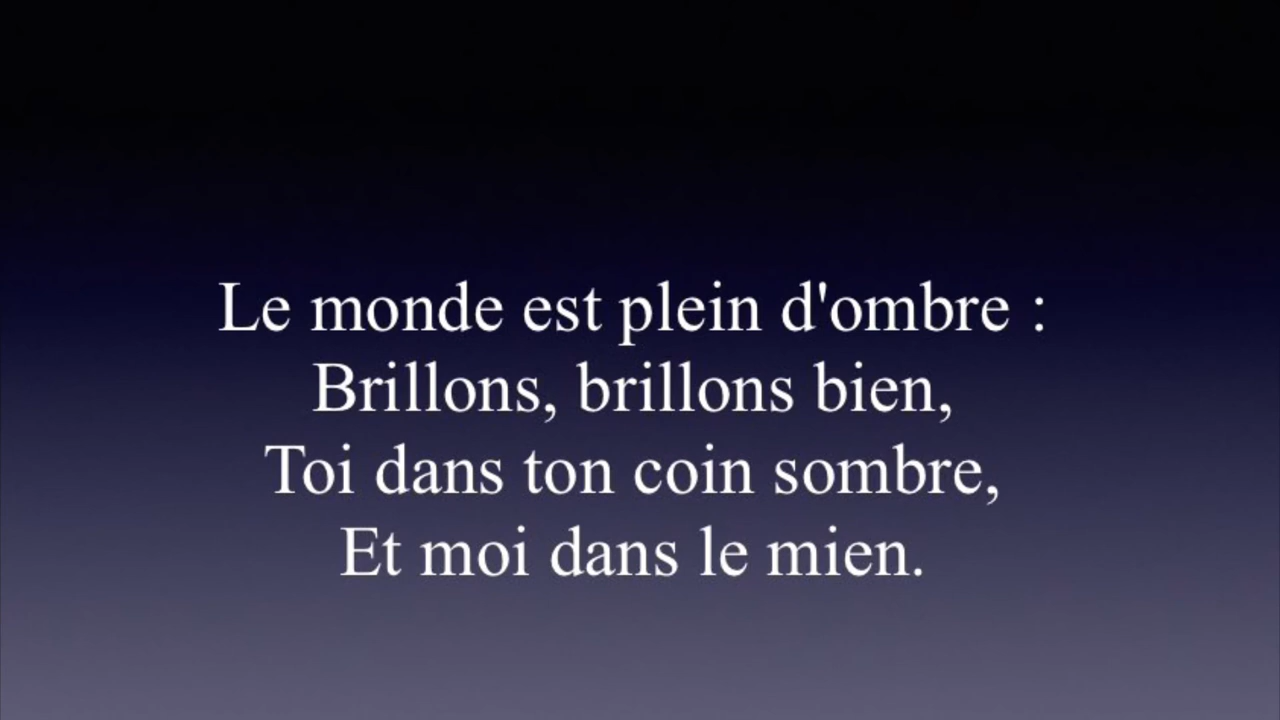 Le monde est plein d'ombre :
Brillons, brillons bien,
Toi dans ton coin sombre,
Et moi dans le mien.